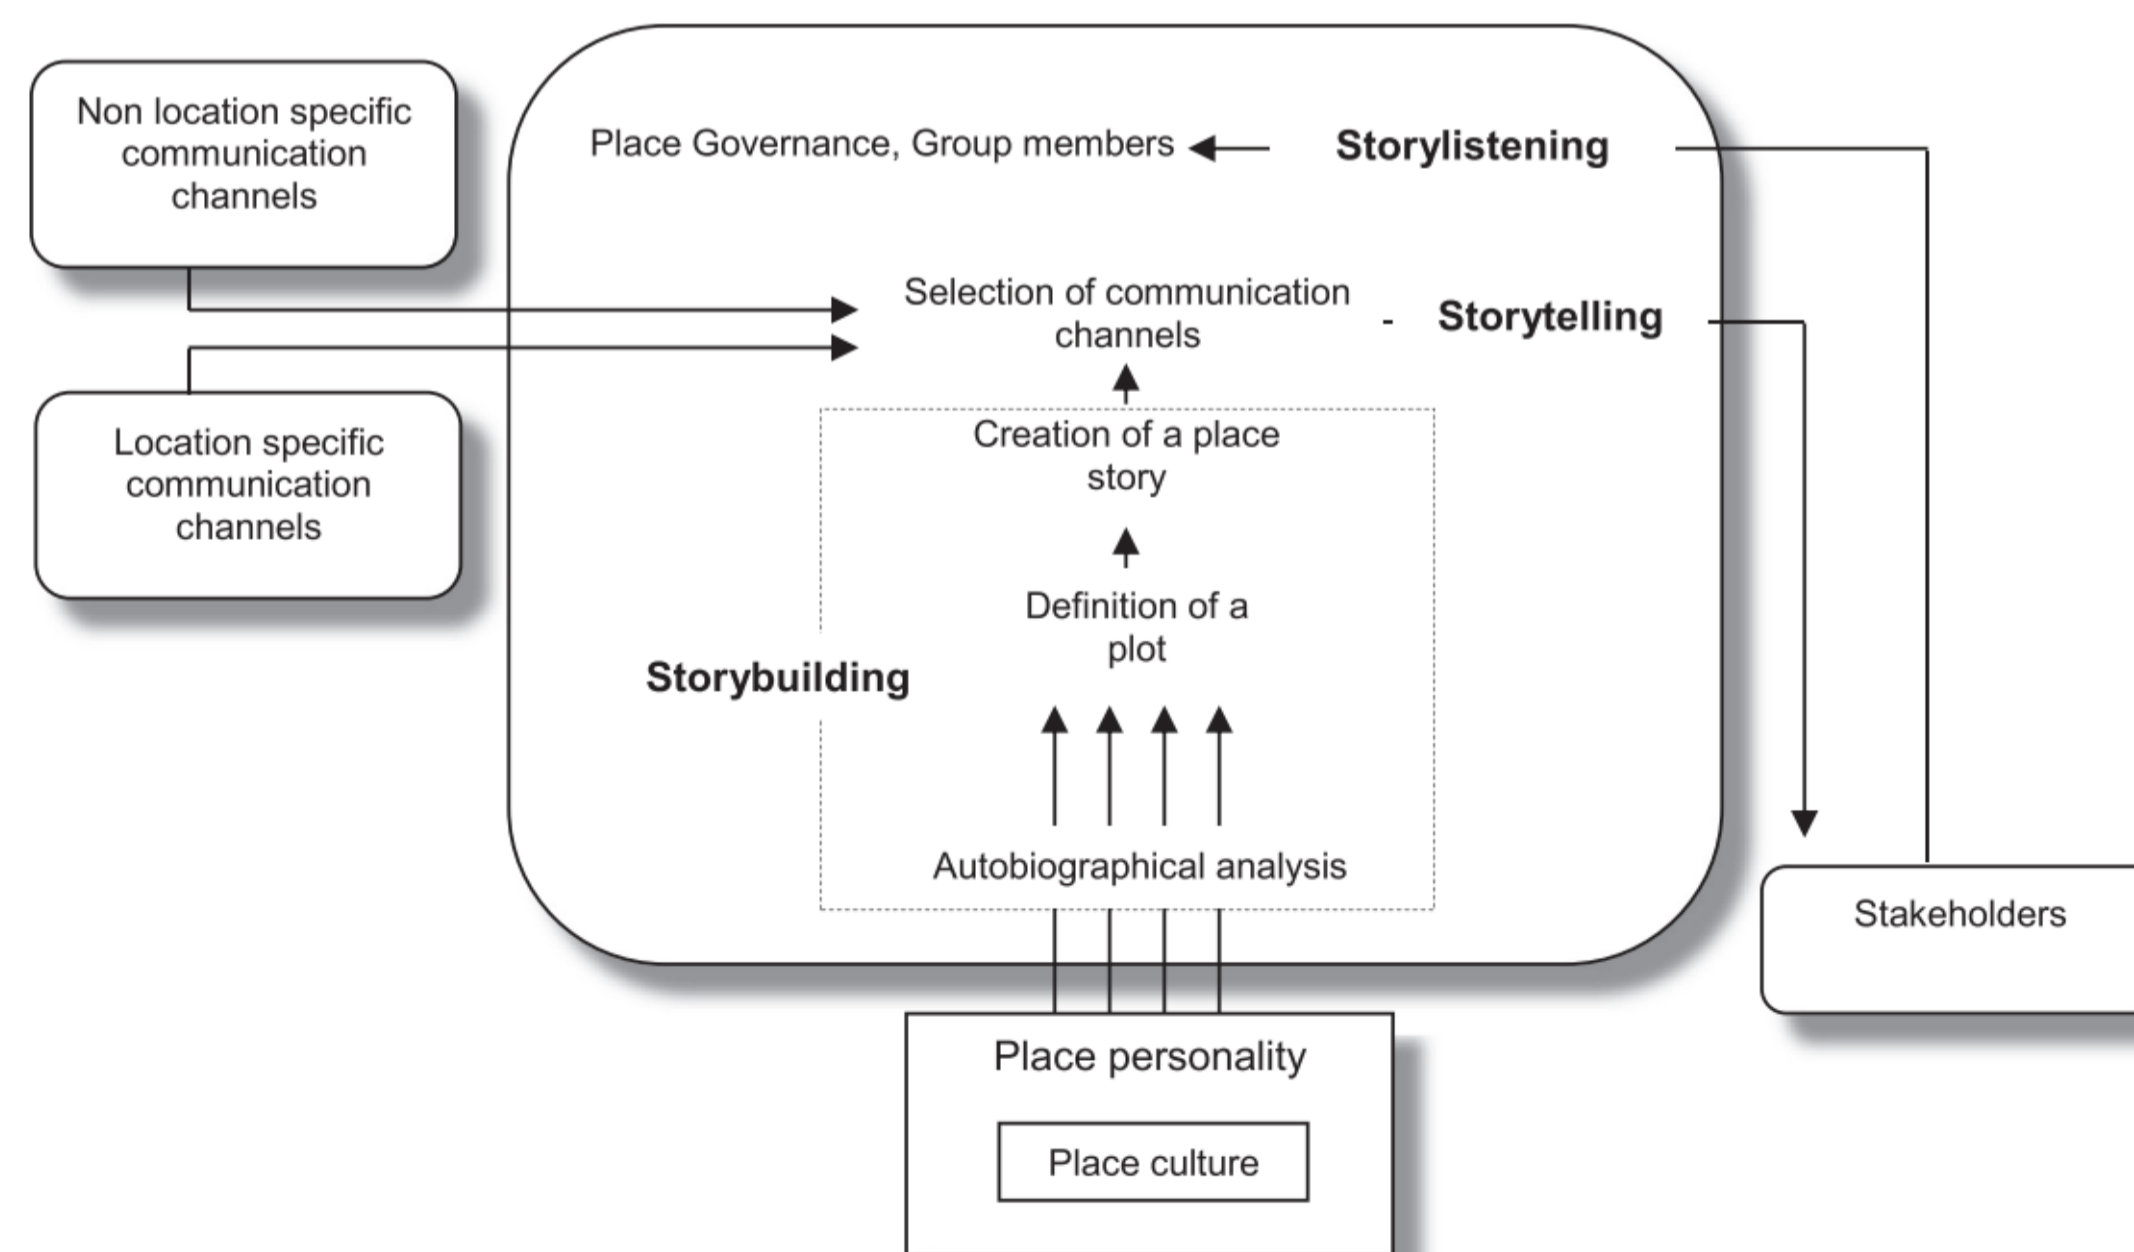 Non location specific
communication
channels
Place Governance, Group members
Storylistening
Selection of communication
channels
- Storytelling
Location specific
communication
channels
Creation of a place
story
Definition of a
plot
Storybuilding
Autobiographical analysis
Stakeholders
Place personality
Place culture